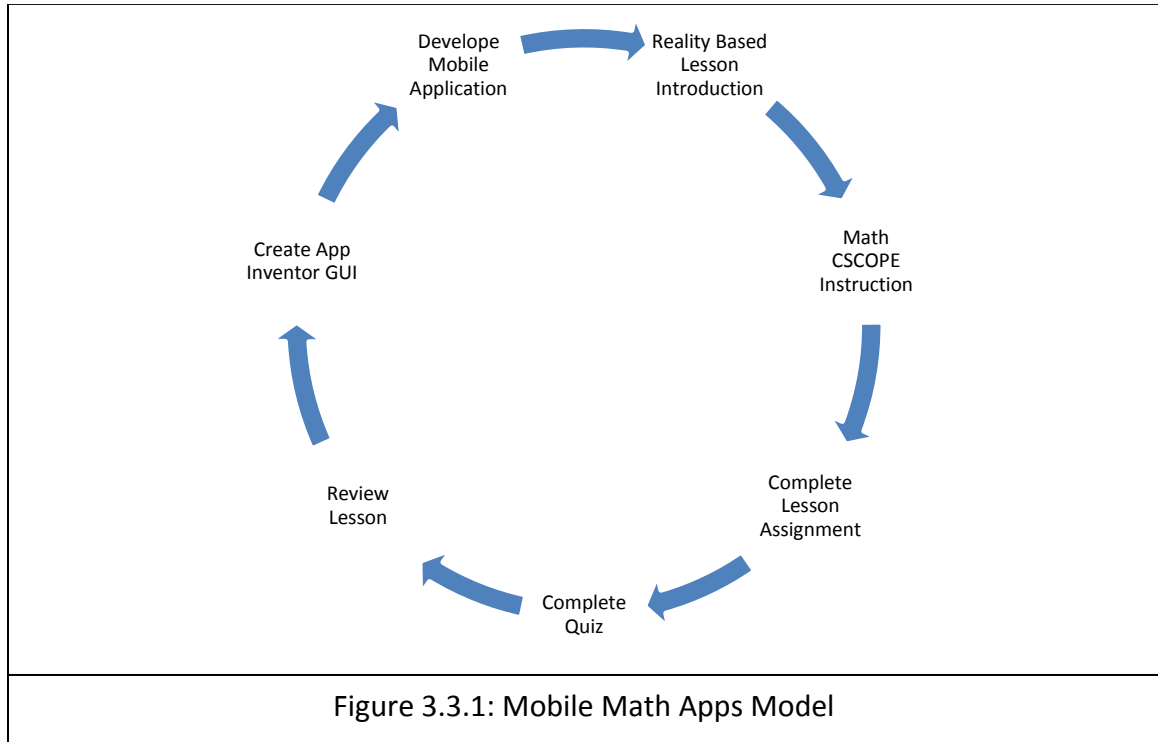 Develope
Mobile
Application
Reality Based
Lesson
Introduction
Math
CSCOPE
Instruction
Complete
Lesson
Assignment
Complete
Quiz
Review
Lesson
Create App
Inventor GUI
Figure 3.3.1: Mobile Math Apps Model